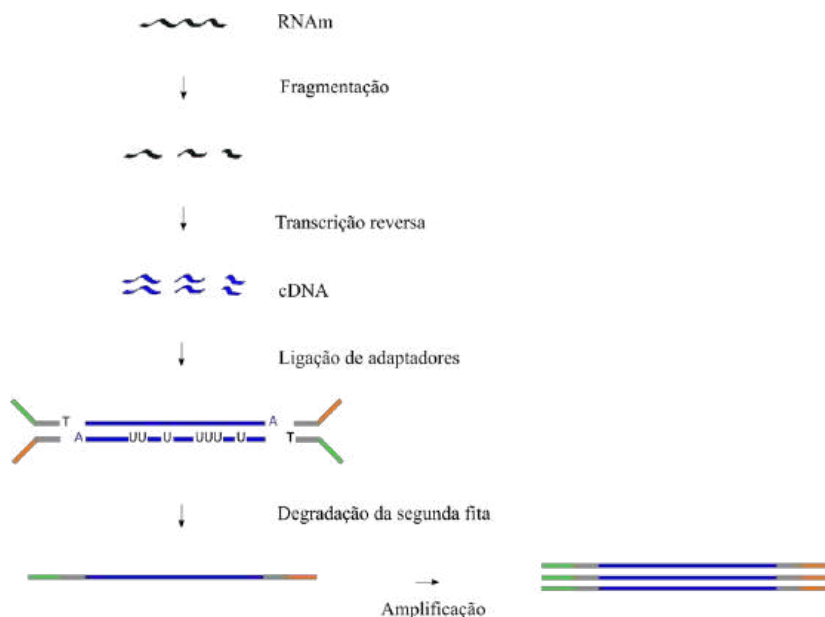 RNAm
Fragmentação
Transcrição reversa
cDNA
Ligação de adaptadores
T A
A UU U UUU U T
Degradação da segunda fita
Amplificação